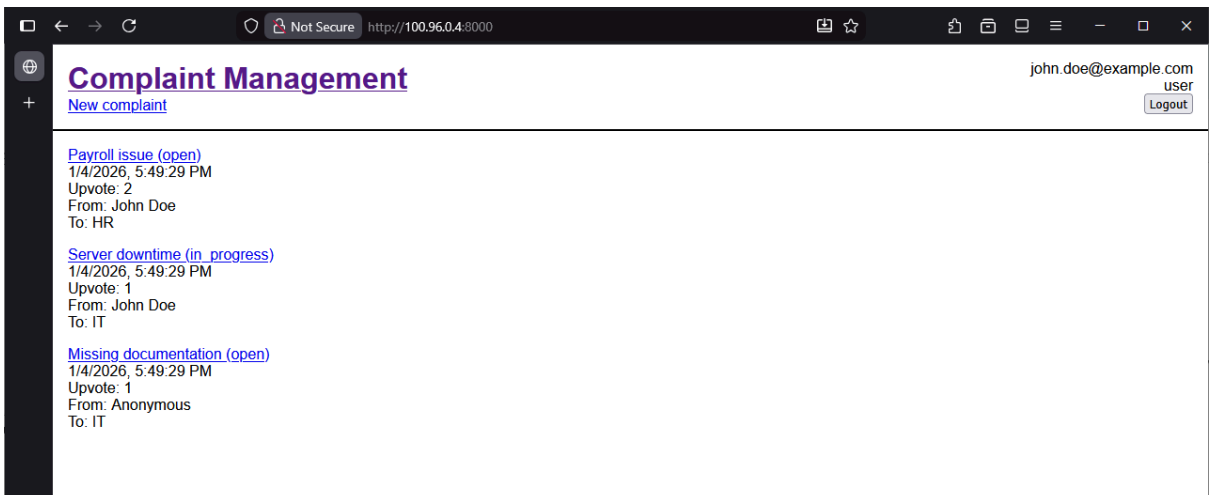 Not Secure http://100.96.0.4:8000
Complaint Management
New complaint
john.doe@example.com
user
Logout
Payroll issue (open)
1/4/2026, 5:49:29 PM
Upvote: 2
From: John Doe
To: HR
Server downtime (in_progress)
1/4/2026, 5:49:29 PM
Upvote: 1
From: John Doe
To: IT
Missing documentation (open)
1/4/2026, 5:49:29 PM
Upvote: 1
From: Anonymous
To: IT